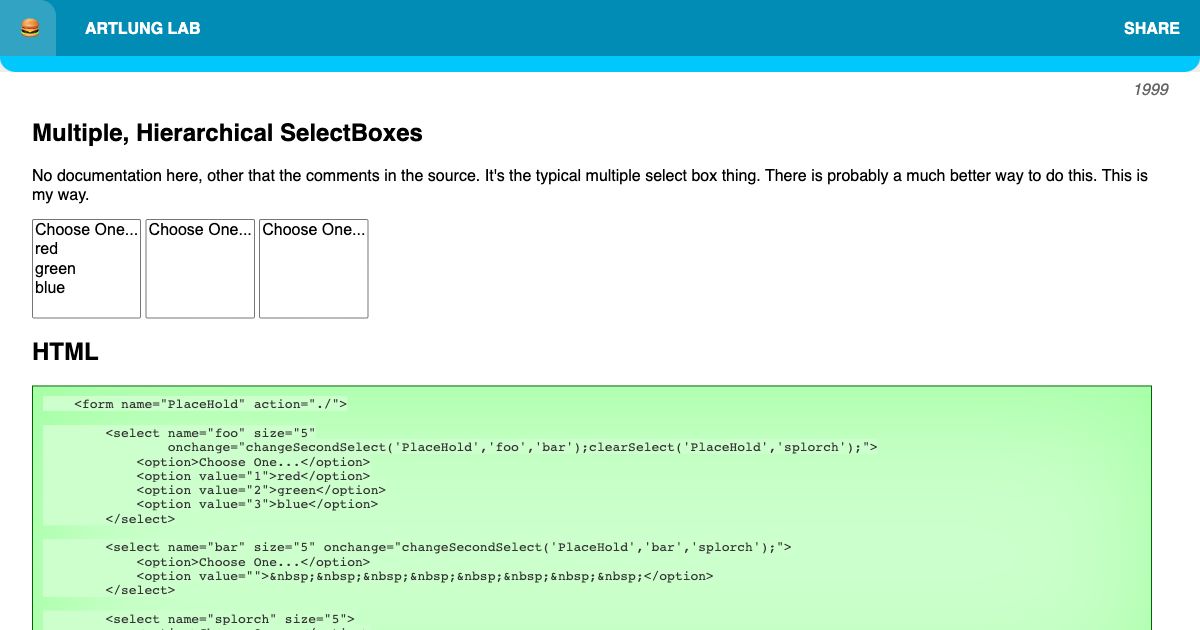 ARTLUNG LAB
SHARE
1999
Multiple, Hierarchical SelectBoxes
No documentation here, other that the comments in the source. It's the typical multiple select box thing. There is probably a much better way to do this. This is
my way.
Choose One... Choose One... Choose One...
red
green
blue
HTML
<form name="PlaceHold" action="./">
<select name="foo" size="5"
onchange="changeSecondSelect('PlaceHold','foo','bar');clearSelect('PlaceHold','splorch');">
<option>Choose One...</option>
<option value="1">red</option>
<option value="2">green</option>
<option value="3">blue</option>
</select>
<select name="bar" size="5" onchange="changeSecondSelect('PlaceHold','bar','splorch');">
<option>Choose One...</option>
<option value="">&nbsp;&nbsp;&nbsp;&nbsp;&nbsp;&nbsp;&nbsp;&nbsp;</option>
</select>
<select name="splorch" size="5">